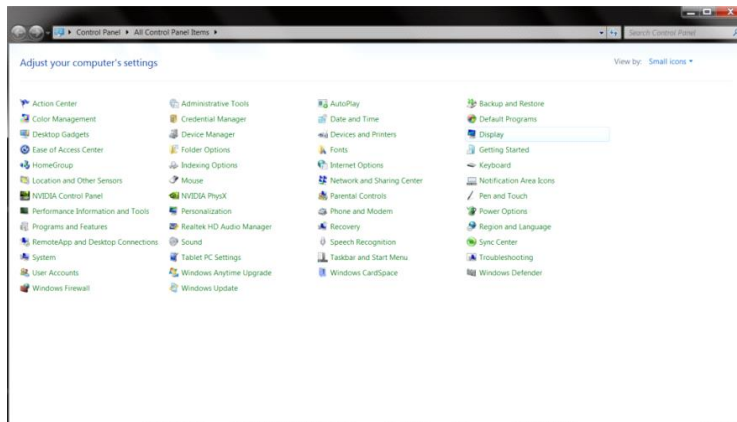 Control Panel All Control Panel Items Search Control Panel
Adjust your computer's settings View by: Small icons
Action Center Administrative Tools AutoPlay Backup and Restore
Color Management Credential Manager Date and Time Default Programs
Desktop Gadgets Device Manager Devices and Printers Display
Ease of Access Center Folder Options Fonts Getting Started
HomeGroup Indexing Options Internet Options Keyboard
Location and Other Sensors Mouse Network and Sharing Center Notification Area Icons
NVIDIA Control Panel NVIDIA PhysX Parental Controls Pen and Touch
Performance Information and Tools Personalization Phone and Modem Power Options
Programs and Features Realtek HD Audio Manager Recovery Region and Language
RemoteApp and Desktop Connections Sound Speech Recognition Sync Center
System Tablet PC Settings Taskbar and Start Menu Troubleshooting
User Accounts Windows Anytime Upgrade Windows CardSpace Windows Defender
Windows Firewall Windows Update